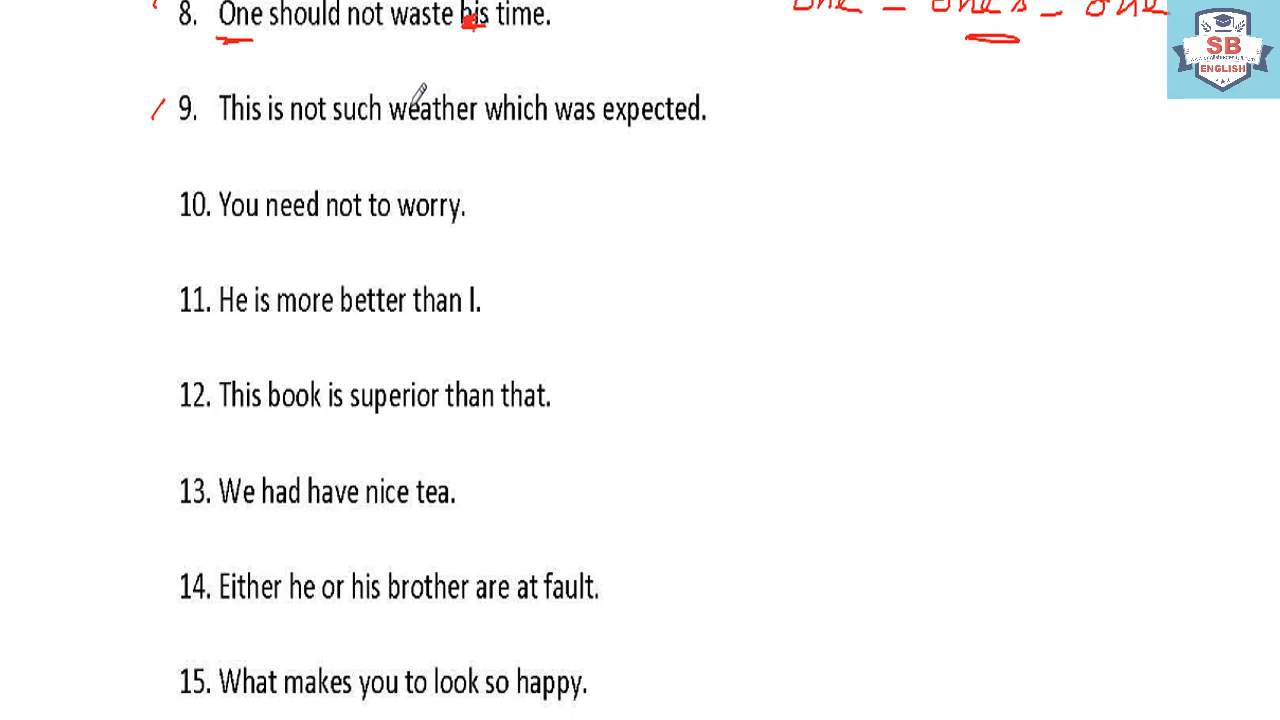 8. One should not waste his time. one - one's - one
SB
ENGLISH
9. This is not such weather which was expected.
10. You need not to worry.
11. He is more better than I.
12. This book is superior than that.
13. We had have nice tea.
14. Either he or his brother are at fault.
15. What makes you to look so happy.